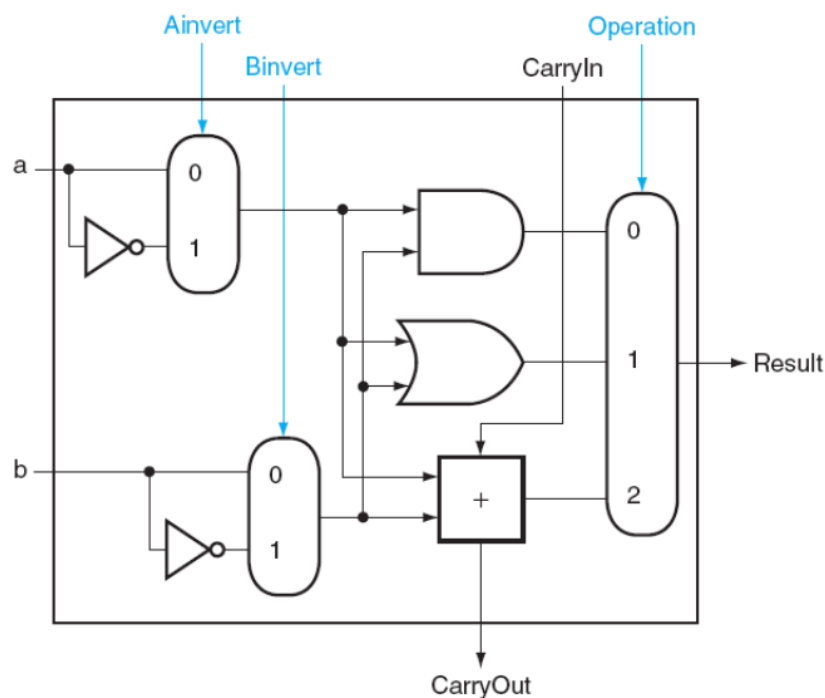 Ainvert
Operation
Binvert
CarryIn
a
0
1
0
1
Result
b
0
1
2
+
CarryOut